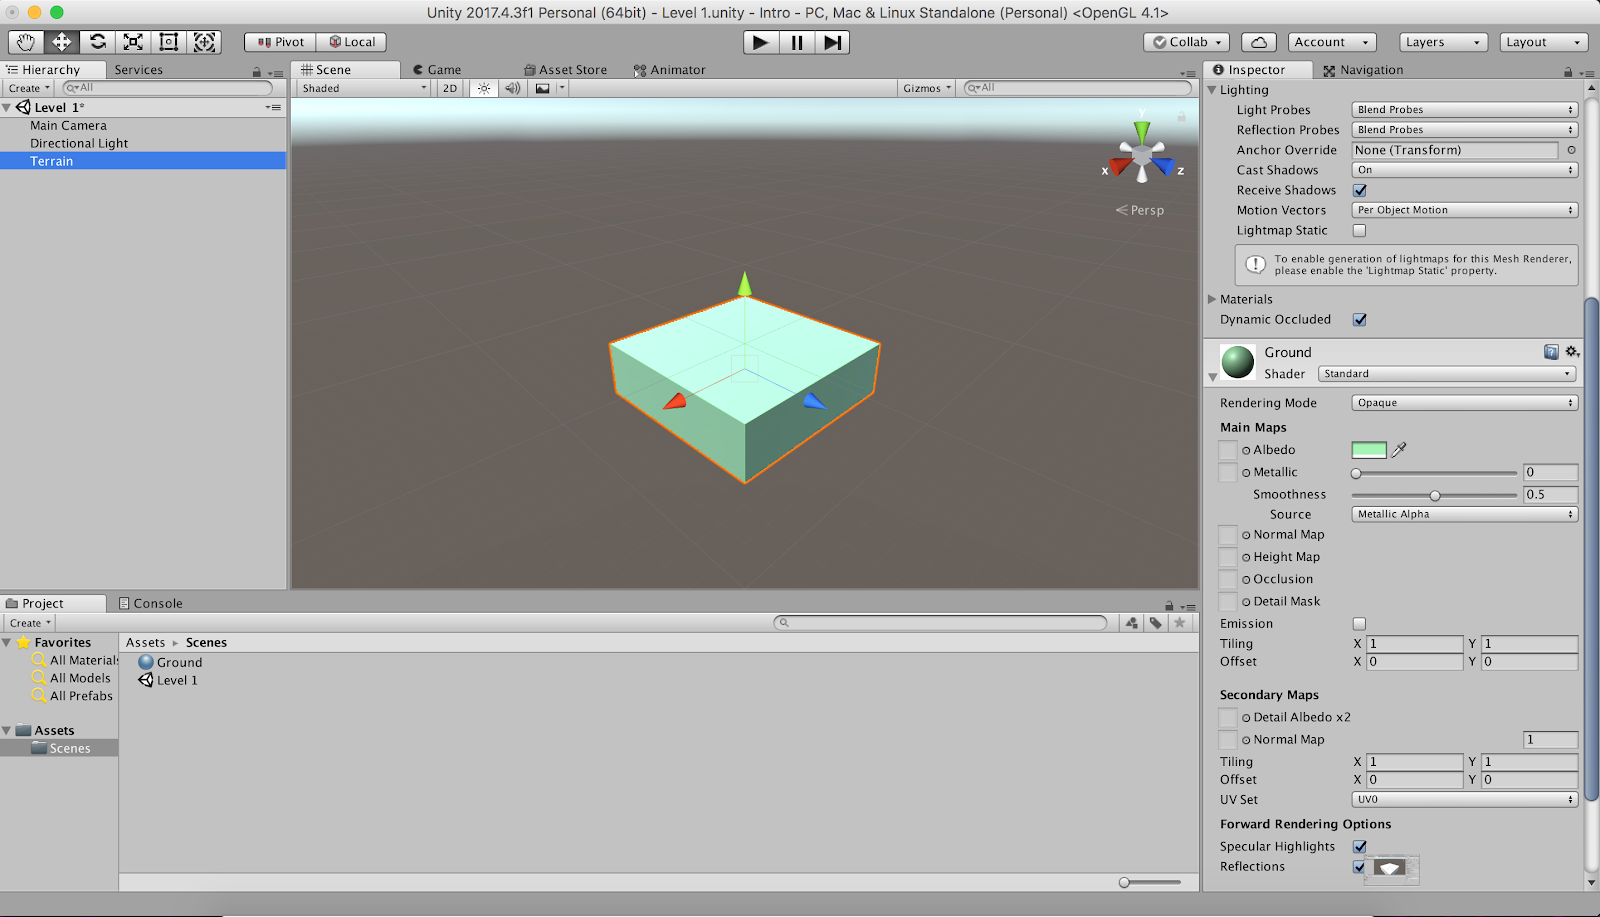 Unity 2017.4.3f1 Personal (64bit) - Level 1.unity - Intro - PC, Mac & Linux Standalone (Personal) <OpenGL 4.1>
Pivot Local Collab Account Layers Layout
Hierarchy Services
Create All
Level 1*
Main Camera
Directional Light
Terrain
Scene Game Asset Store Animator
Shaded 2D Gizmos All
y
x z
Persp
Inspector Navigation
Lighting
Light Probes Blend Probes
Reflection Probes Blend Probes
Anchor Override None (Transform)
Cast Shadows On
Receive Shadows
Motion Vectors Per Object Motion
Lightmap Static
To enable generation of lightmaps for this Mesh Renderer,
please enable the 'Lightmap Static' property.
Materials
Dynamic Occluded
Ground
Shader Standard
Rendering Mode Opaque
Main Maps
Albedo
Metallic 0
Smoothness 0.5
Source Metallic Alpha
Normal Map
Height Map
Occlusion
Detail Mask
Emission
Tiling X 1 Y 1
Offset X 0 Y 0
Secondary Maps
Detail Albedo x2
Normal Map 1
Tiling X 1 Y 1
Offset X 0 Y 0
UV Set UV0
Forward Rendering Options
Specular Highlights
Reflections
Project Console
Create
Favorites
All Materials
All Models
All Prefabs
Assets
Scenes
Assets Scenes
Ground
Level 1